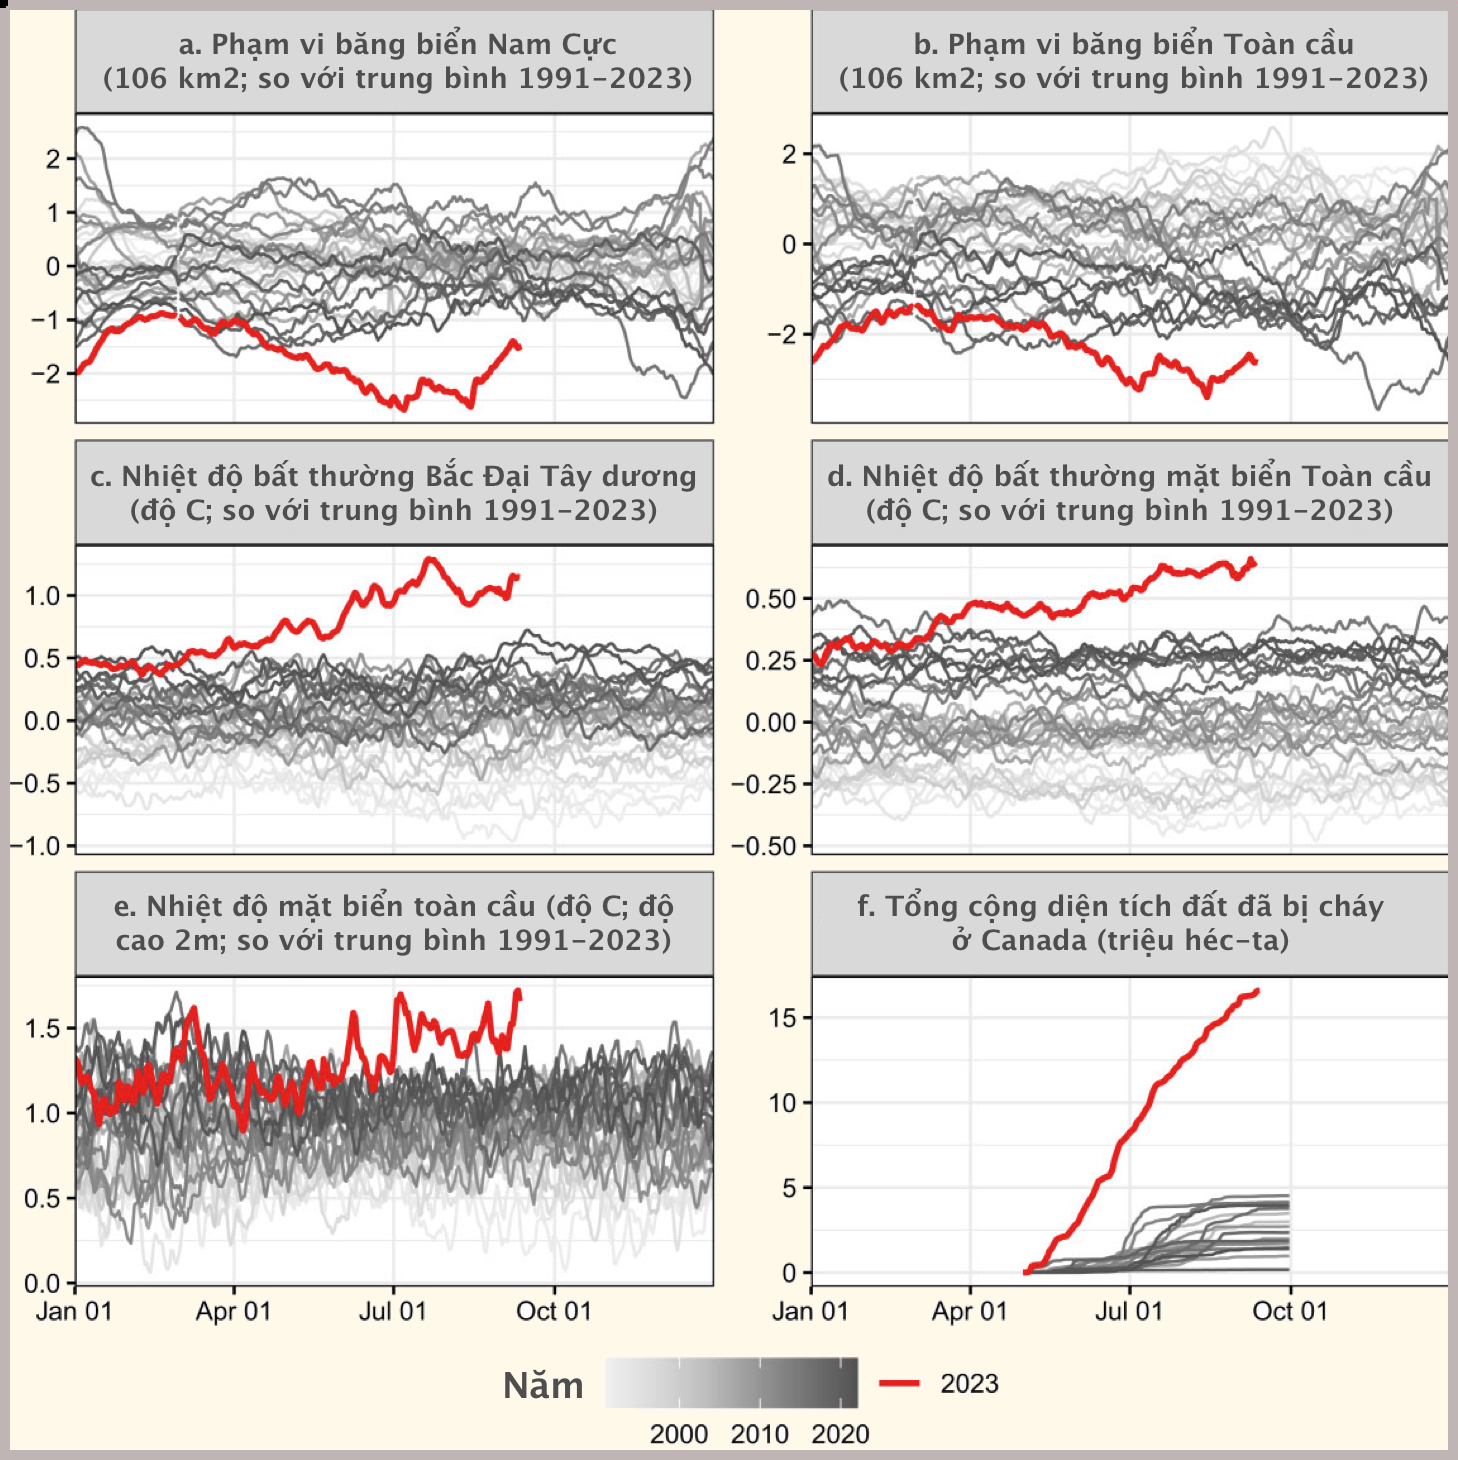 a. Phạm vi băng biển Nam Cực
(106 km2; so với trung bình 1991–2023)
b. Phạm vi băng biển Toàn cầu
(106 km2; so với trung bình 1991–2023)
2
1
0
−1
−2
2
0
−2
c. Nhiệt độ bất thường Bắc Đại Tây dương
(độ C; so với trung bình 1991–2023)
d. Nhiệt độ bất thường mặt biển Toàn cầu
(độ C; so với trung bình 1991–2023)
1.0
0.5
0.0
−0.5
−1.0
0.50
0.25
0.00
−0.25
−0.50
e. Nhiệt độ mặt biển toàn cầu (độ C; độ
cao 2m; so với trung bình 1991–2023)
f. Tổng cộng diện tích đất đã bị cháy
ở Canada (triệu héc-ta)
1.5
1.0
0.5
0.0
Jan 01 Apr 01 Jul 01 Oct 01
15
10
5
0
Jan 01 Apr 01 Jul 01 Oct 01
Năm
2000 2010 2020
2023